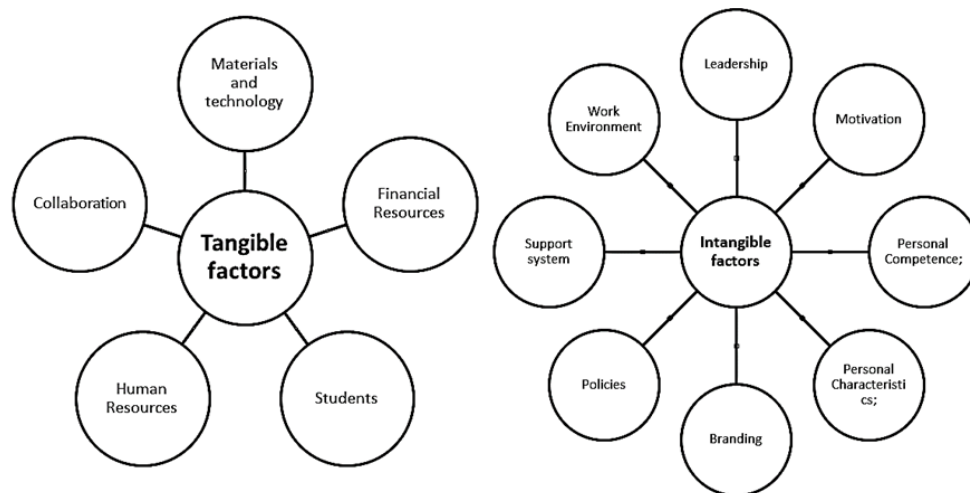 Materials
and
technology
Financial
Resources
Students
Human
Resources
Collaboration
Tangible
factors
Leadership
Motivation
Personal
Competence;
Personal
Characteristi
cs;
Branding
Policies
Support
system
Work
Environment
Intangible
factors